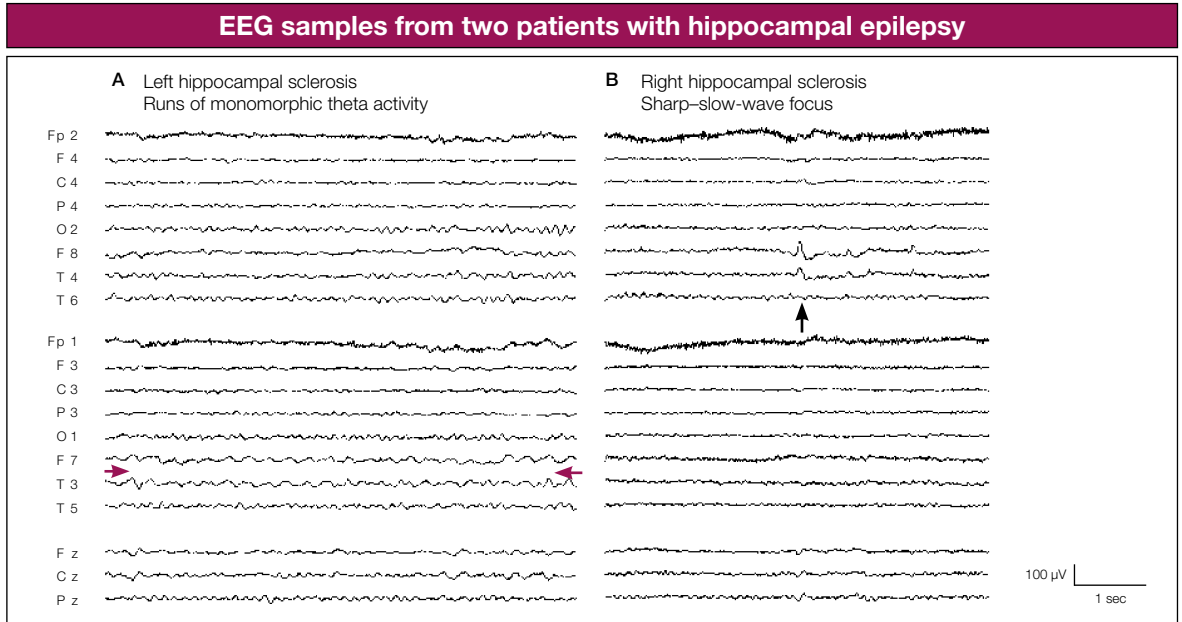 EEG samples from two patients with hippocampal epilepsy
A Left hippocampal sclerosis
Runs of monomorphic theta activity
B Right hippocampal sclerosis
Sharp–slow-wave focus
Fp 2
F 4
C 4
P 4
O 2
F 8
T 4
T 6
Fp 1
F 3
C 3
P 3
O 1
F 7
T 3
T 5
F z
C z
P z
100 µV
1 sec